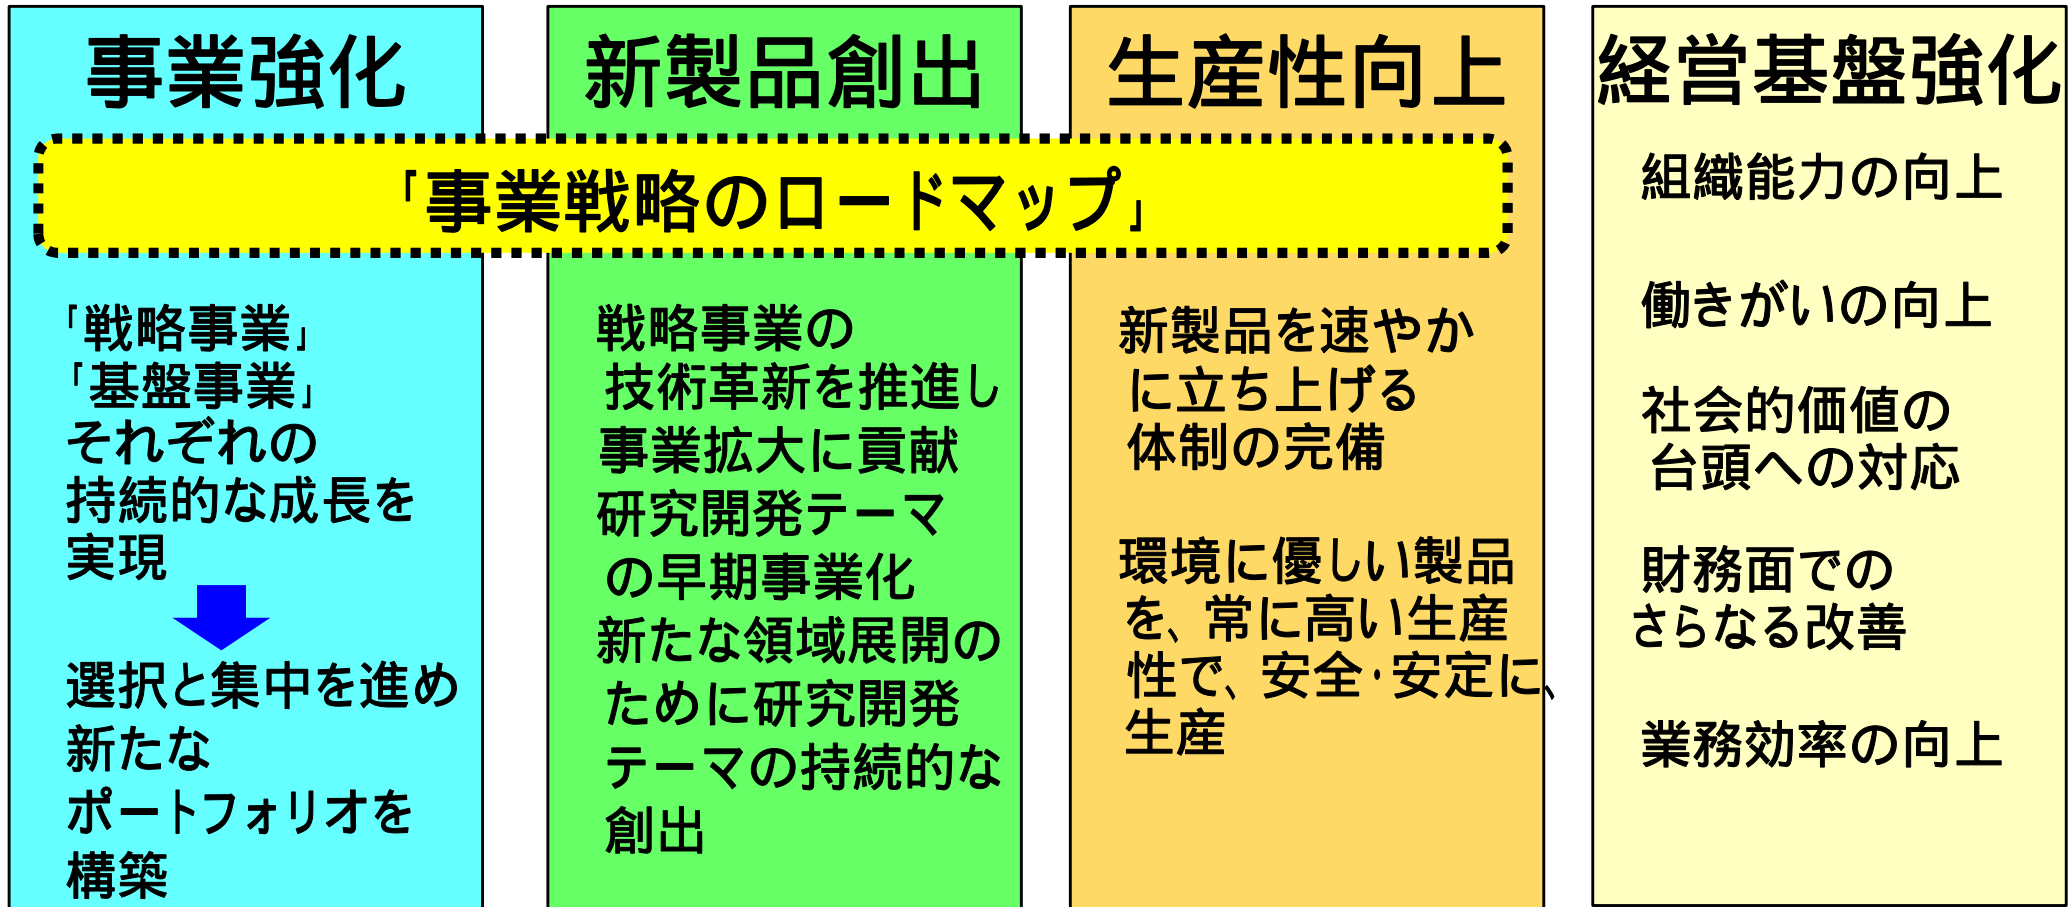 事業強化
新製品創出
生産性向上
経営基盤強化
「事業戦略のロードマップ」
「戦略事業」
「基盤事業」
それぞれの
持続的な成長を
実現
選択と集中を進め
新たな
ポートフォリオを
構築
戦略事業の
技術革新を推進し
事業拡大に貢献
研究開発テーマ
の早期事業化
新たな領域展開の
ために研究開発
テーマの持続的な
創出
新製品を速やか
に立ち上げる
体制の完備
環境に優しい製品
を、常に高い生産
性で、安全・安定に、
生産
組織能力の向上
働きがいの向上
社会的価値の
台頭への対応
財務面での
さらなる改善
業務効率の向上